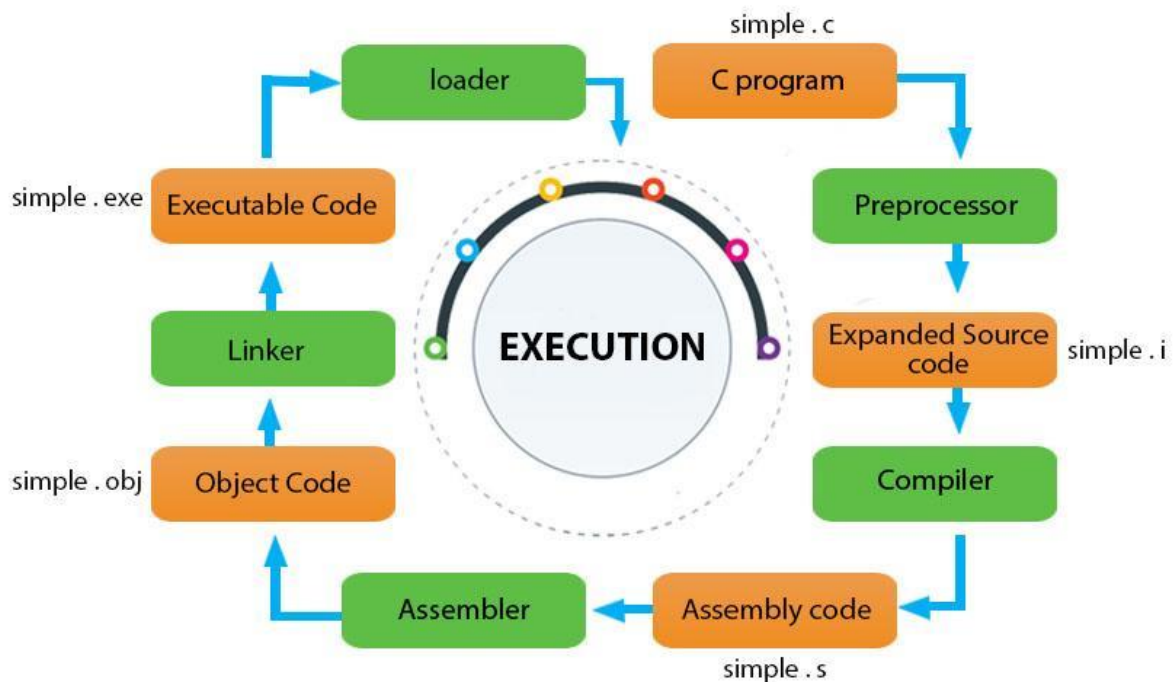 simple . c
C program
Preprocessor
Expanded Source
code
simple . i
Compiler
Assembly code
simple . s
Assembler
Object Code
simple . obj
Linker
Executable Code
simple . exe
loader
EXECUTION